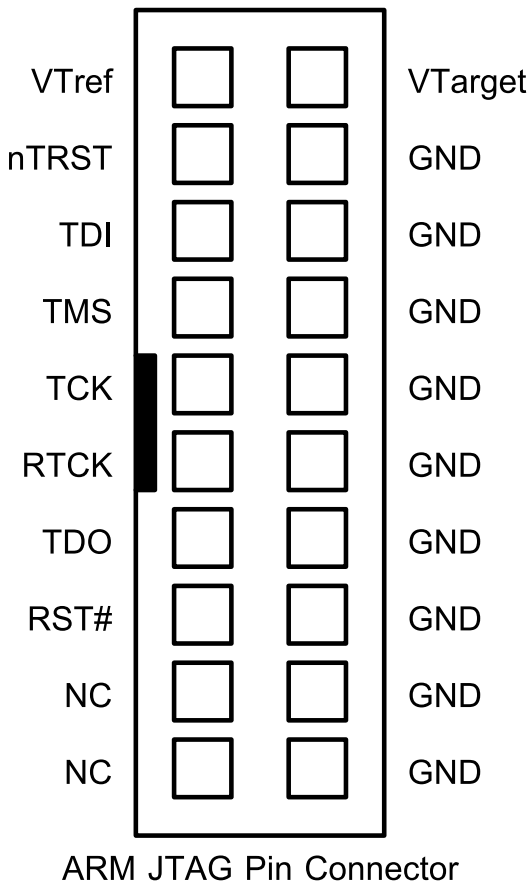 VTref VTarget
nTRST GND
TDI GND
TMS GND
TCK GND
RTCK GND
TDO GND
RST# GND
NC GND
NC GND
ARM JTAG Pin Connector